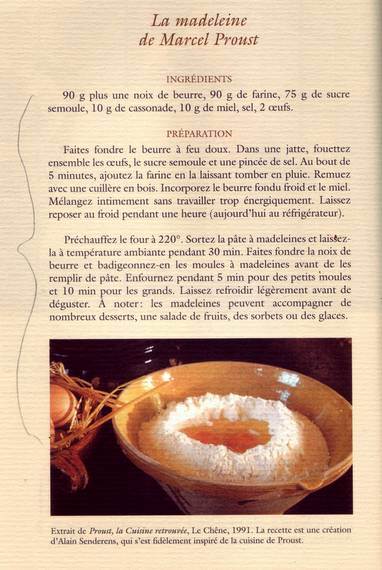 La madeleine
de Marcel Proust
INGRÉDIENTS
90 g plus une noix de beurre, 90 g de farine, 75 g de sucre
semoule, 10 g de cassonade, 10 g de miel, sel, 2 œufs.
PRÉPARATION
Faites fondre le beurre à feu doux. Dans une jatte, fouettez
ensemble les œufs, le sucre semoule et une pincée de sel. Au bout de
5 minutes, ajoutez la farine en la laissant tomber en pluie. Remuez
avec une cuillère en bois. Incorporez le beurre fondu froid et le miel.
Mélangez intimement sans travailler trop énergiquement. Laissez
reposer au froid pendant une heure (aujourd'hui au réfrigérateur).
Préchauffez le four à 220°. Sortez la pâte à madeleines et laissez-
la à température ambiante pendant 30 min. Faites fondre la noix de
beurre et badigeonnez-en les moules à madeleines avant de les
remplir de pâte. Enfournez pendant 5 min pour des petits moules
et 10 min pour les grands. Laissez refroidir légèrement avant de
déguster. À noter : les madeleines peuvent accompagner de
nombreux desserts, une salade de fruits, des sorbets ou des glaces.
Extrait de Proust, la Cuisine retrouvée, Le Chêne, 1991. La recette est une création
d'Alain Senderens, qui s'est fidèlement inspiré de la cuisine de Proust.